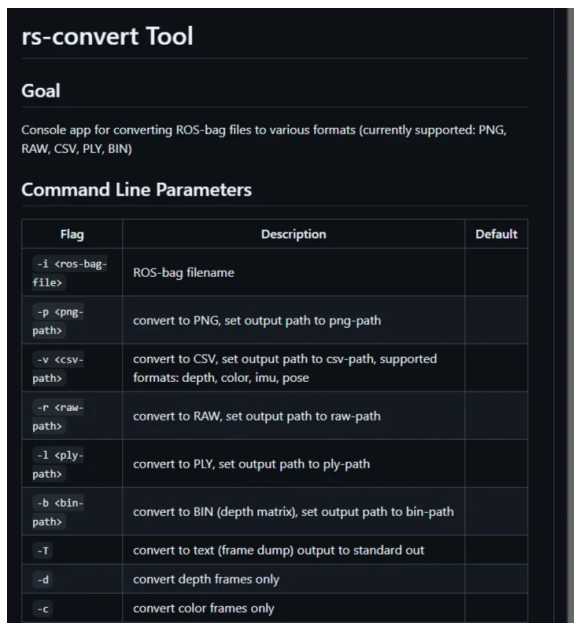 rs-convert Tool
Goal
Console app for converting ROS-bag files to various formats (currently supported: PNG,
RAW, CSV, PLY, BIN)
Command Line Parameters
Flag Description Default
-i <ros-bag-
file> ROS-bag filename
-p <png-
path> convert to PNG, set output path to png-path
-v <csv-
path> convert to CSV, set output path to csv-path, supported
formats: depth, color, imu, pose
-r <raw-
path> convert to RAW, set output path to raw-path
-l <ply-
path> convert to PLY, set output path to ply-path
-b <bin-
path> convert to BIN (depth matrix), set output path to bin-path
-T convert to text (frame dump) output to standard out
-d convert depth frames only
-c convert color frames only